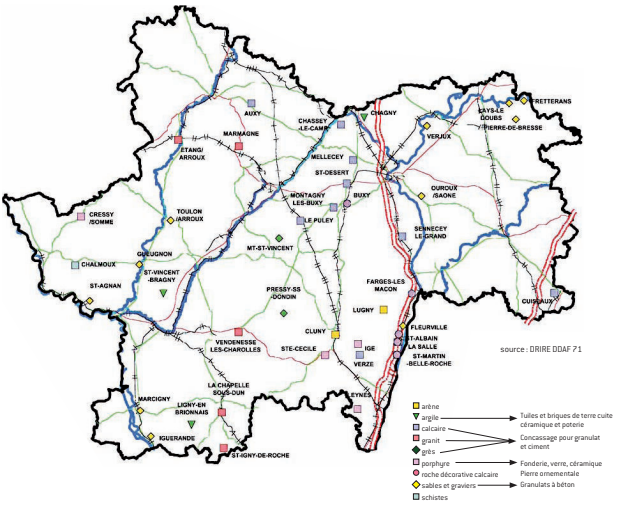 AUXY
CHASSEY
-LE-CAMP
CHAGNY
LAYS-LE
DOUBS
FRETTERANS
PIERRE-DE-BRESSE
VERJUX
MARMAGNE
ETANG/
ARROUX
MELLECEY
ST-DESERT
MONTAGNY
LES-BUXY
BUXY
OUROUX
/SAONE
CRESSY
/SOMME
TOULON
/ARROUX
LE PULEY
SENNECEY
LE-GRAND
MT-ST-VINCENT
GUEUGNON
CHALMOUX
ST-VINCENT
-BRAGNY
ST-AGNAN
PRESSY-SS
-DONDIN
FARGES-LES
MACON
CUISEAUX
LUGNY
FLEURVILLE
CLUNY
ST-ALBAIN
LA SALLE
ST-MARTIN
-BELLE-ROCHE
VENDENESSE
LES-CHAROLLES
STE-CECILE
IGE
VERZE
source : DRIRE DDAF 71
LA CHAPELLE
SOUS-DUN
MARCIGNY
LIGNY-EN
BRIONNAIS
IGUERANDE
ST-IGNY-DE-ROCHE
arène
argile
calcaire
granit
grès
porphyre
roche décorative calcaire
sables et graviers
schistes
Tuiles et briques de terre cuite
céramique et poterie
Concassage pour granulat
et ciment
Fonderie, verre, céramique
Pierre ornementale
Granulats à béton